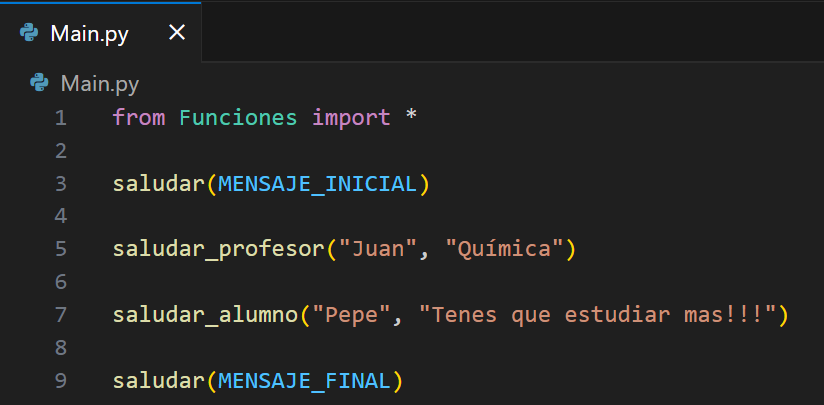 Main.py
Main.py
1 from Funciones import *
2
3 saludar(MENSAJE_INICIAL)
4
5 saludar_profesor("Juan", "Química")
6
7 saludar_alumno("Pepe", "Tenes que estudiar mas!!!")
8
9 saludar(MENSAJE_FINAL)